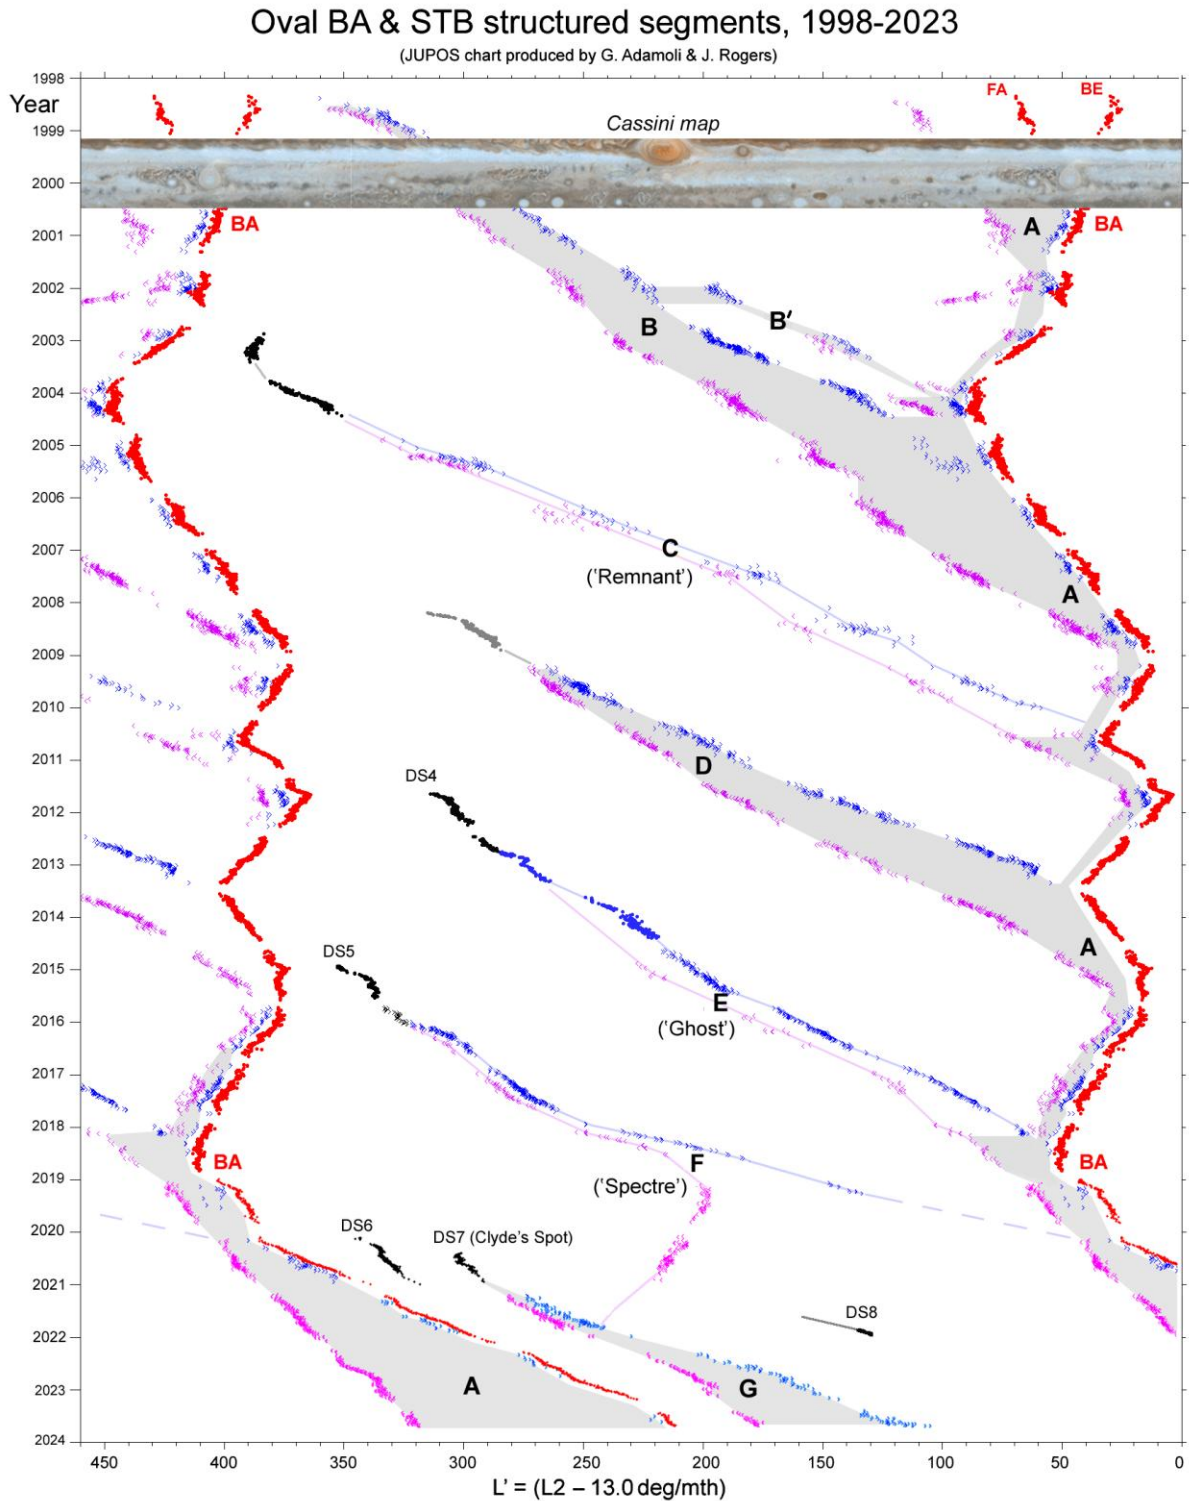 Oval BA & STB structured segments, 1998-2023
(JUPOS chart produced by G. Adamoli & J. Rogers)
1998
Year
FA
BE
1999
Cassini map
2000
BA
A
BA
2001
2002
B′
B
2003
2004
2005
2006
2007
C
('Remnant')
2008
A
2009
2010
2011
D
DS4
2012
2013
2014
A
DS5
2015
E
2016
('Ghost')
2017
2018
BA
F
BA
2019
('Spectre')
2020
DS6
DS7 (Clyde's Spot)
2021
DS8
2022
2023
A
G
2024
450
400
350
300
250
200
150
100
50
0
L' = (L2 – 13.0 deg/mth)